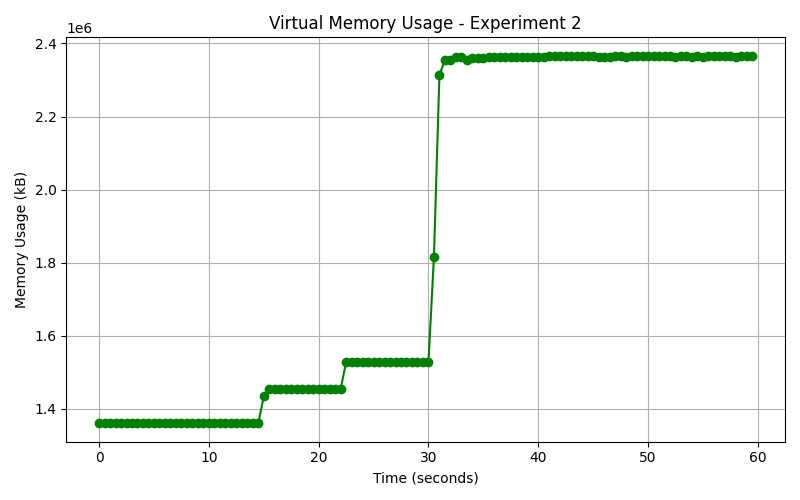 Virtual Memory Usage - Experiment 2
1e6
2.4
2.2
2.0
1.8
1.6
1.4
Memory Usage (kB)
0 10 20 30 40 50 60
Time (seconds)